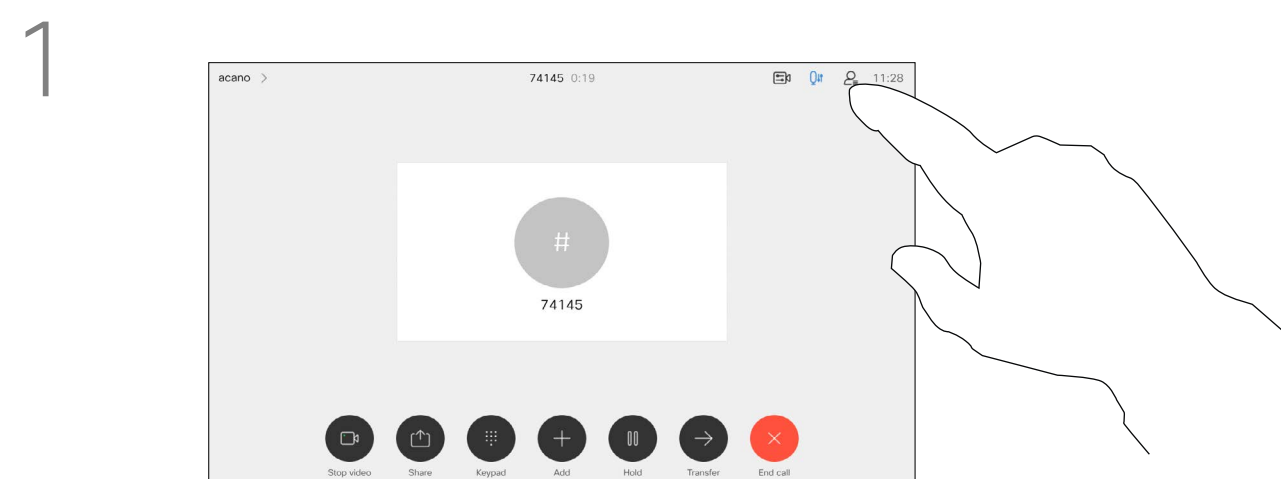 1
acano >
74145 0:19
11:28
#
74145
Stop video Share Keypad Add Hold Transfer End call